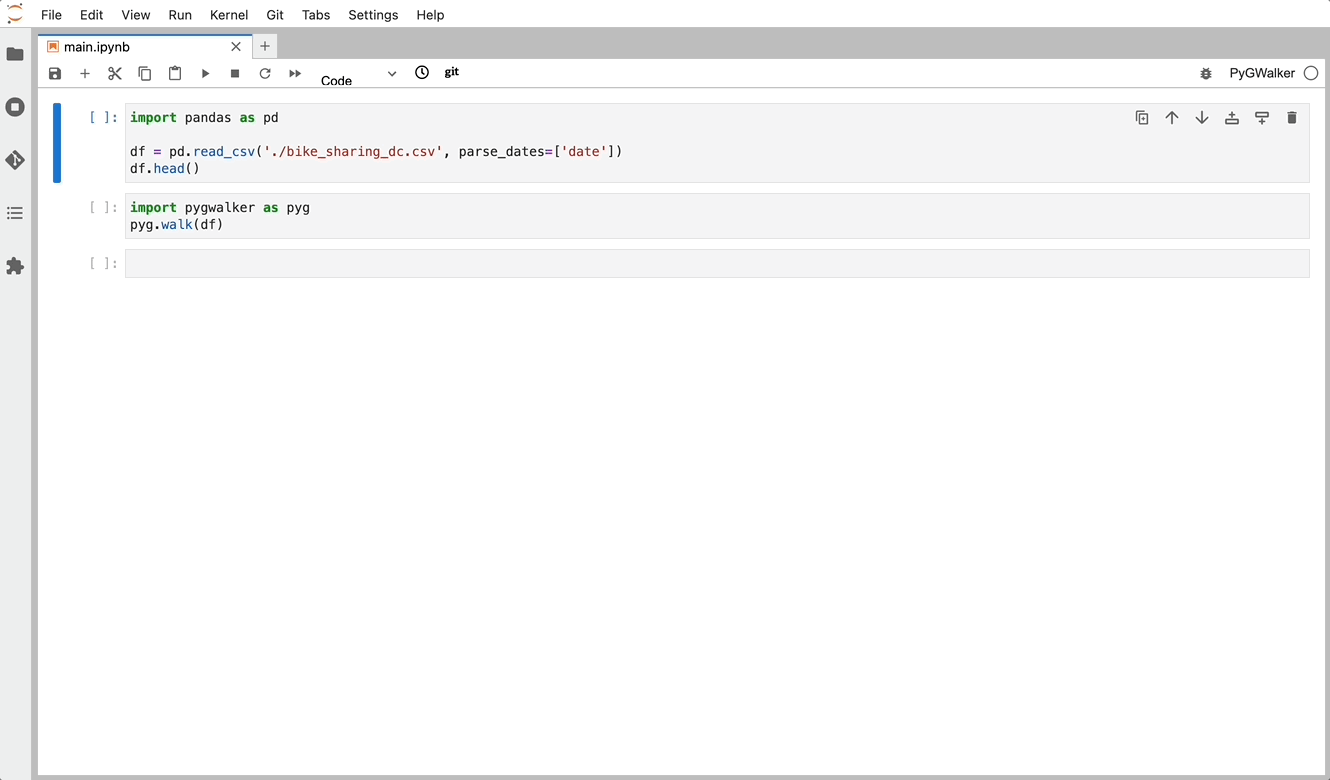 File Edit View Run Kernel Git Tabs Settings Help
main.ipynb
Code git PyGWalker
[ ]: import pandas as pd
df = pd.read_csv('./bike_sharing_dc.csv', parse_dates=['date'])
df.head()
[ ]: import pygwalker as pyg
pyg.walk(df)
[ ]: